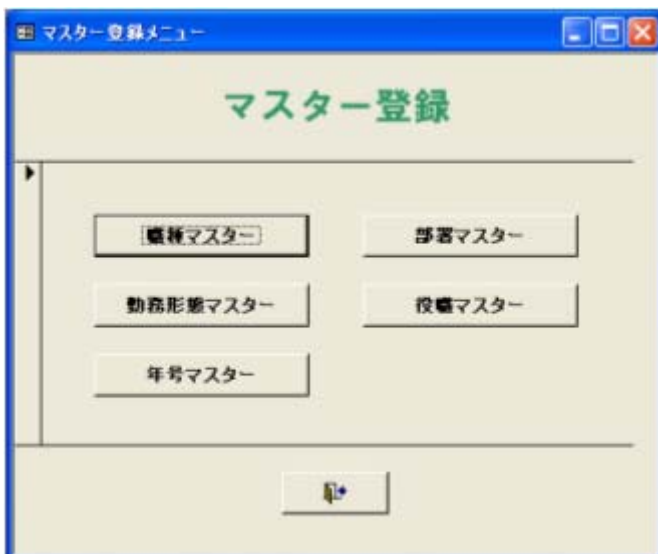 マスター登録メニュー
マスター登録
職種マスター
部署マスター
勤務形態マスター
役職マスター
年号マスター